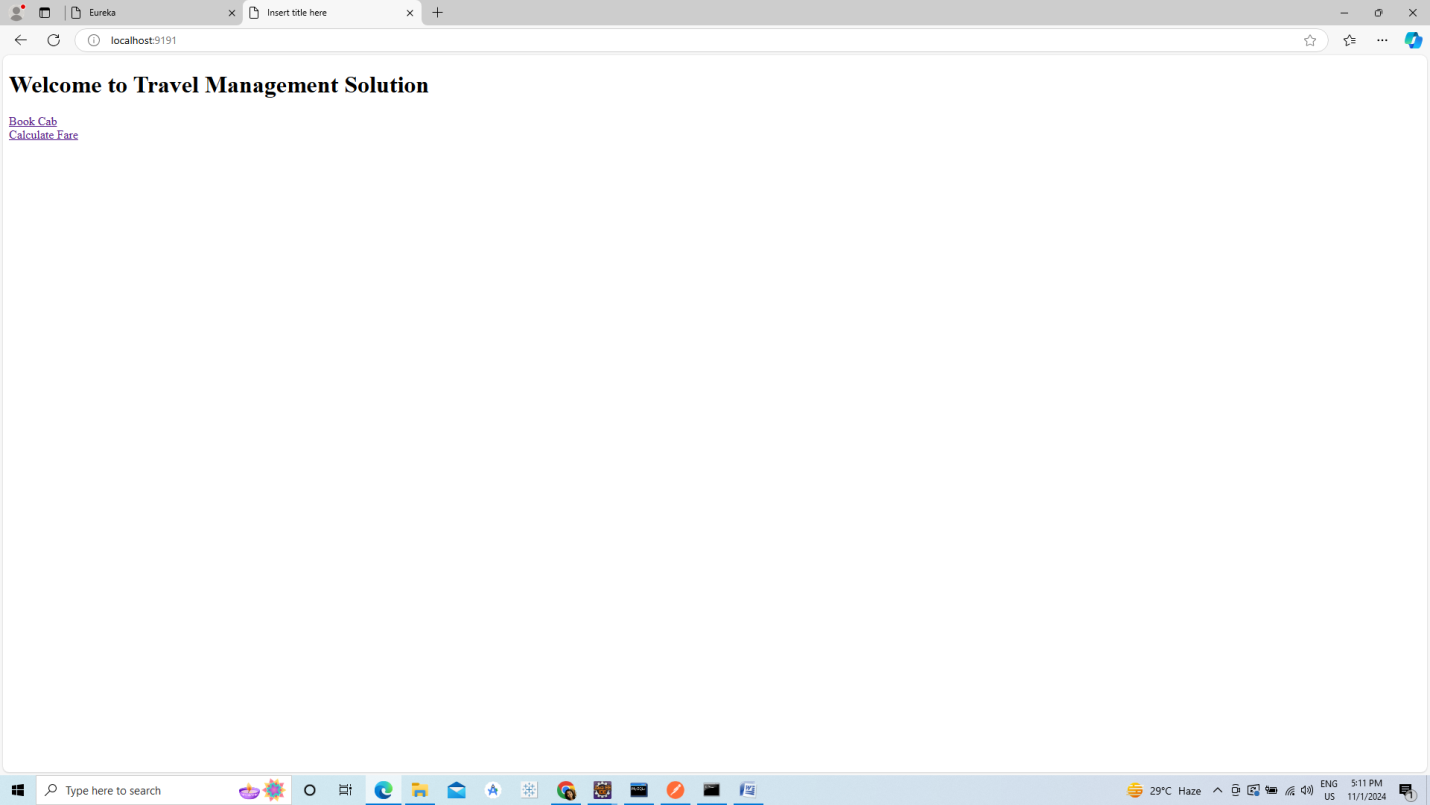 Eureka
Insert title here
localhost:9191
Welcome to Travel Management Solution
Book Cab
Calculate Fare
Type here to search
29°C Haze
ENG
US
5:11 PM
11/1/2024
1